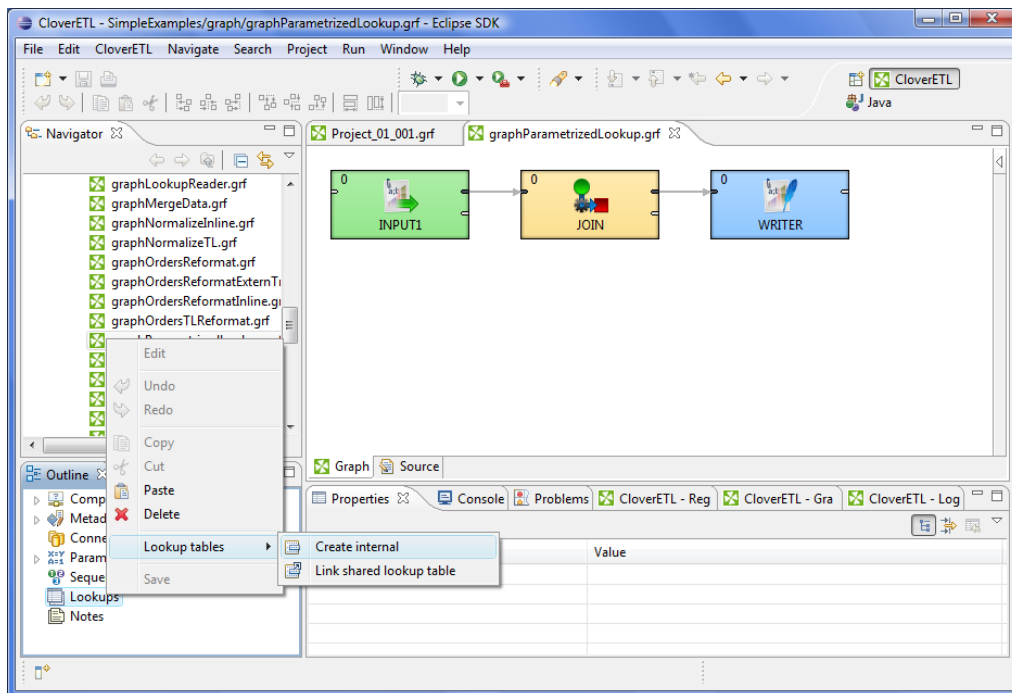 CloverETL - SimpleExamples/graph/graphParametrizedLookup.grf - Eclipse SDK
File Edit CloverETL Navigate Search Project Run Window Help
CloverETL
Java
Navigator
Project_01_001.grf graphParametrizedLookup.grf
graphLookupReader.grf
graphMergeData.grf
graphNormalizeInline.grf
graphNormalizeTL.grf
graphOrdersReformat.grf
graphOrdersReformatExternTr
graphOrdersReformatInline.gr
graphOrdersTLReformat.grf
0 INPUT1
0 JOIN
0 WRITER
Edit
Undo
Redo
Copy
Cut
Paste
Delete
Lookup tables
Save
Create internal
Link shared lookup table
Graph Source
Outline
Comp
Metad
Conne
X=Y
A=1
Param
Seque
Lookups
Notes
Properties Console Problems CloverETL - Reg CloverETL - Gra CloverETL - Log
Value